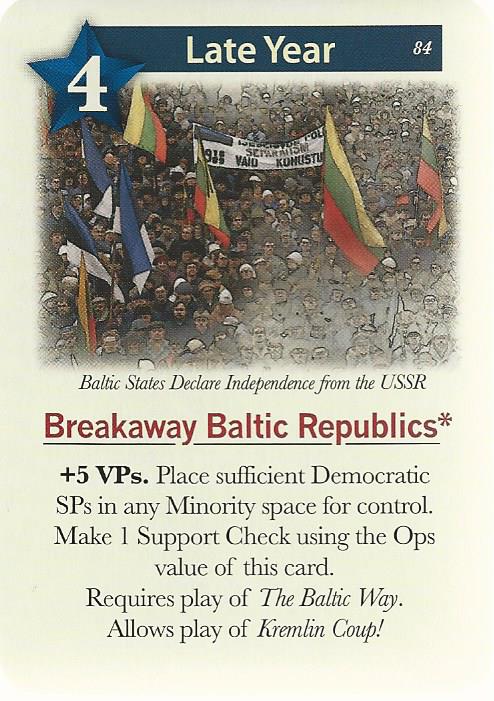 Late Year
84
4
SEPARATISM
VAID
Baltic States Declare Independence from the USSR
Breakaway Baltic Republics*
+5 VPs. Place sufficient Democratic
SPs in any Minority space for control.
Make 1 Support Check using the Ops
value of this card.
Requires play of The Baltic Way.
Allows play of Kremlin Coup!